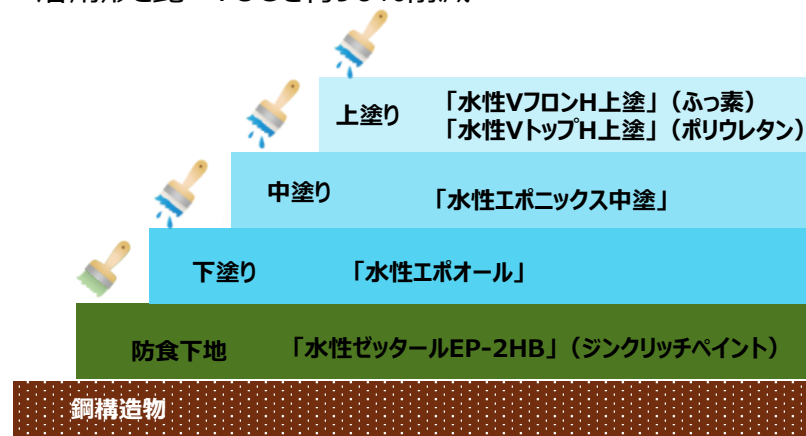 上塗り 「水性VフロンH上塗」（ふっ素）
「水性VトップH上塗」（ポリウレタン）
中塗り 「水性エポニックス中塗」
下塗り 「水性エポオール」
防食下地 「水性ゼッタールEP-2HB」（ジンクリッチペイント）
鋼構造物